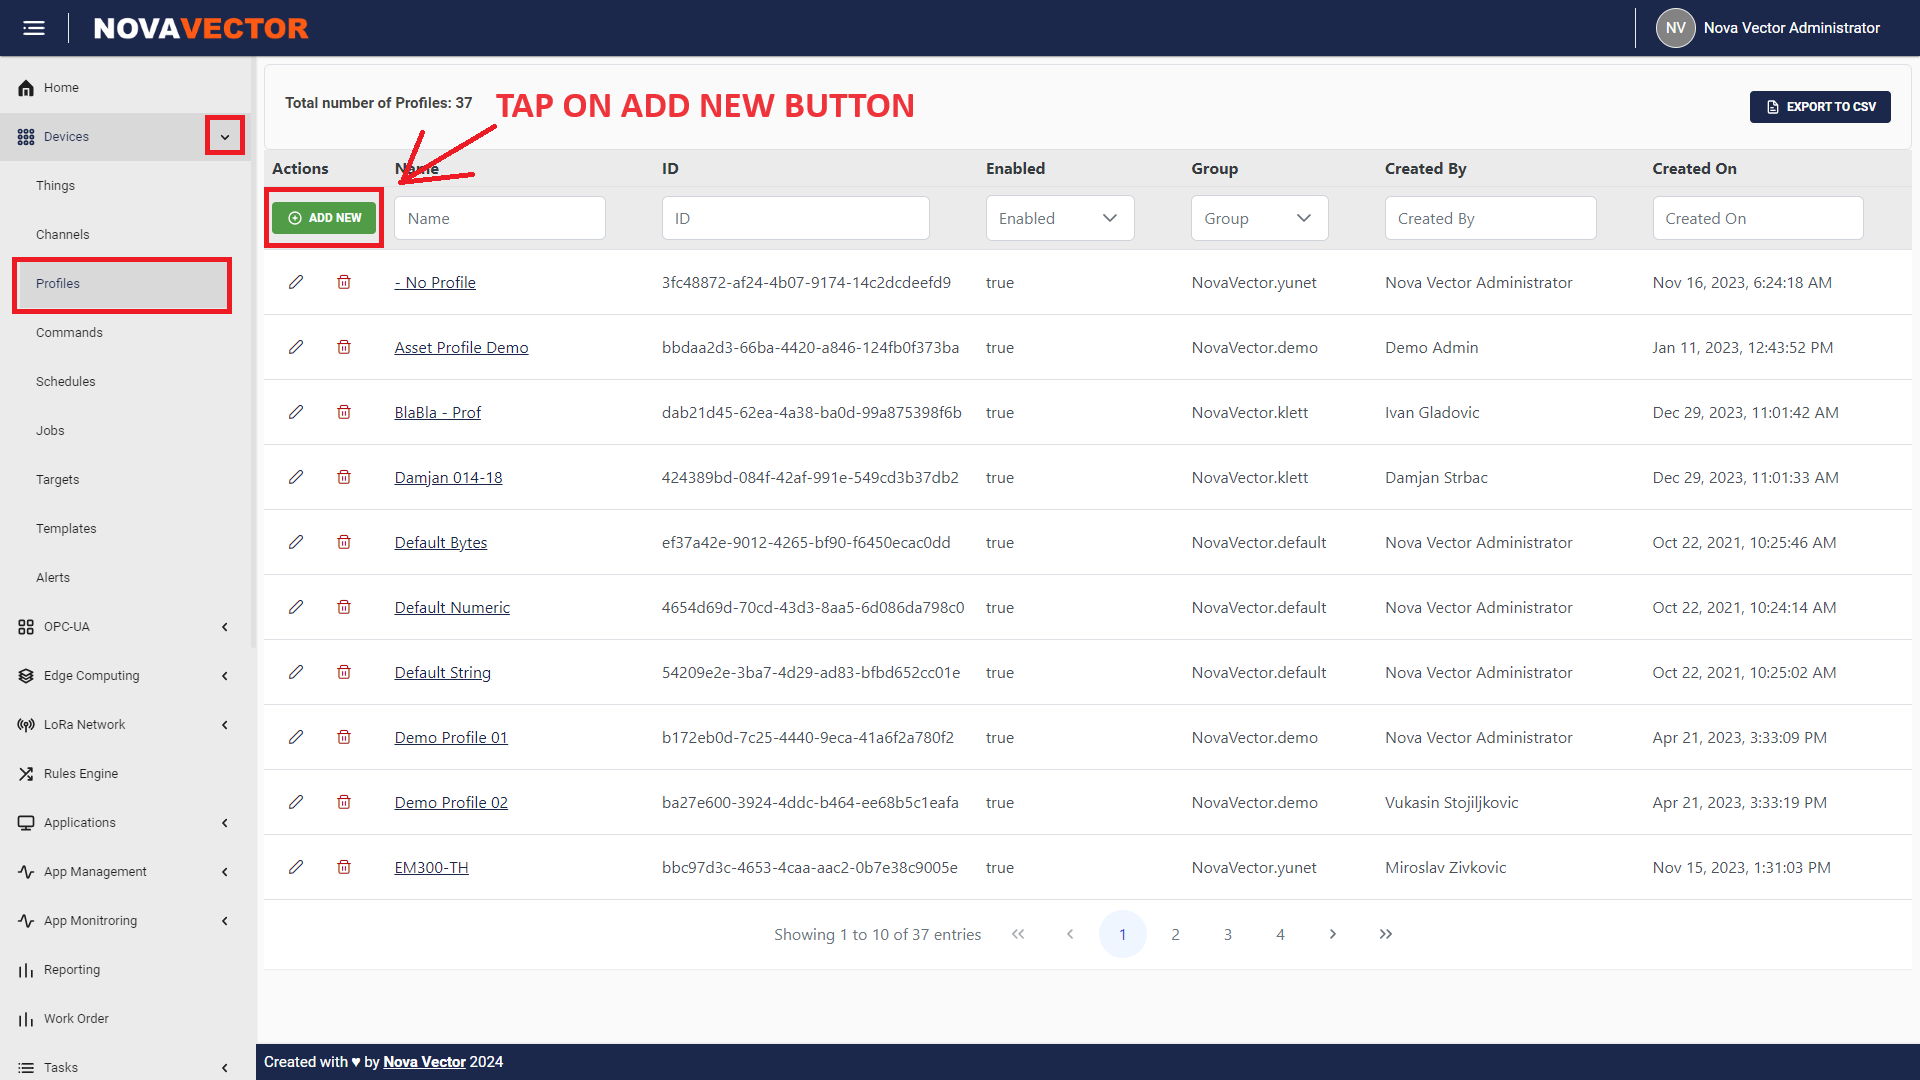 NOVAVECTOR
NV Nova Vector Administrator
Home
Devices
Things
Channels
Profiles
Commands
Schedules
Jobs
Targets
Templates
Alerts
OPC-UA
Edge Computing
LoRa Network
Rules Engine
Applications
App Management
App Monitroring
Reporting
Work Order
Tasks
Total number of Profiles: 37
TAP ON ADD NEW BUTTON
EXPORT TO CSV
Actions Name ID Enabled Group Created By Created On
ADD NEW Name ID Enabled Group Created By Created On
- No Profile 3fc48872-af24-4b07-9174-14c2dcdeefd9 true NovaVector.yunet Nova Vector Administrator Nov 16, 2023, 6:24:18 AM
Asset Profile Demo bbdaa2d3-66ba-4420-a846-124fb0f373ba true NovaVector.demo Demo Admin Jan 11, 2023, 12:43:52 PM
BlaBla - Prof dab21d45-62ea-4a38-ba0d-99a875398f6b true NovaVector.klett Ivan Gladovic Dec 29, 2023, 11:01:42 AM
Damjan 014-18 424389bd-084f-42af-991e-549cd3b37db2 true NovaVector.klett Damjan Strbac Dec 29, 2023, 11:01:33 AM
Default Bytes ef37a42e-9012-4265-bf90-f6450ecac0dd true NovaVector.default Nova Vector Administrator Oct 22, 2021, 10:25:46 AM
Default Numeric 4654d69d-70cd-43d3-8aa5-6d086da798c0 true NovaVector.default Nova Vector Administrator Oct 22, 2021, 10:24:14 AM
Default String 54209e2e-3ba7-4d29-ad83-bfbd652cc01e true NovaVector.default Nova Vector Administrator Oct 22, 2021, 10:25:02 AM
Demo Profile 01 b172eb0d-7c25-4440-9eca-41a6f2a780f2 true NovaVector.demo Nova Vector Administrator Apr 21, 2023, 3:33:09 PM
Demo Profile 02 ba27e600-3924-4ddc-b464-ee68b5c1eafa true NovaVector.demo Vukasin Stojiljkovic Apr 21, 2023, 3:33:19 PM
EM300-TH bbc97d3c-4653-4caa-aac2-0b7e38c9005e true NovaVector.yunet Miroslav Zivkovic Nov 15, 2023, 1:31:03 PM
Showing 1 to 10 of 37 entries 1 2 3 4
Created with ♥ by Nova Vector 2024